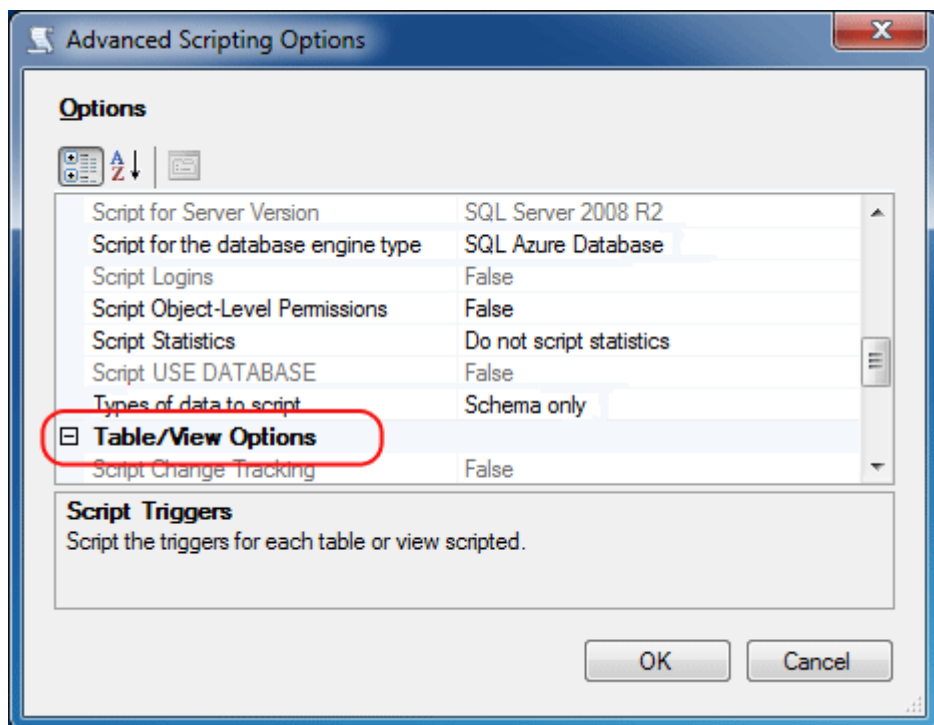 Advanced Scripting Options
X
Options
A
Z
Script for Server Version SQL Server 2008 R2
Script for the database engine type SQL Azure Database
Script Logins False
Script Object-Level Permissions False
Script Statistics Do not script statistics
Script USE DATABASE False
Types of data to script Schema only
Table/View Options
Script Change Tracking False
Script Triggers
Script the triggers for each table or view scripted.
OK Cancel